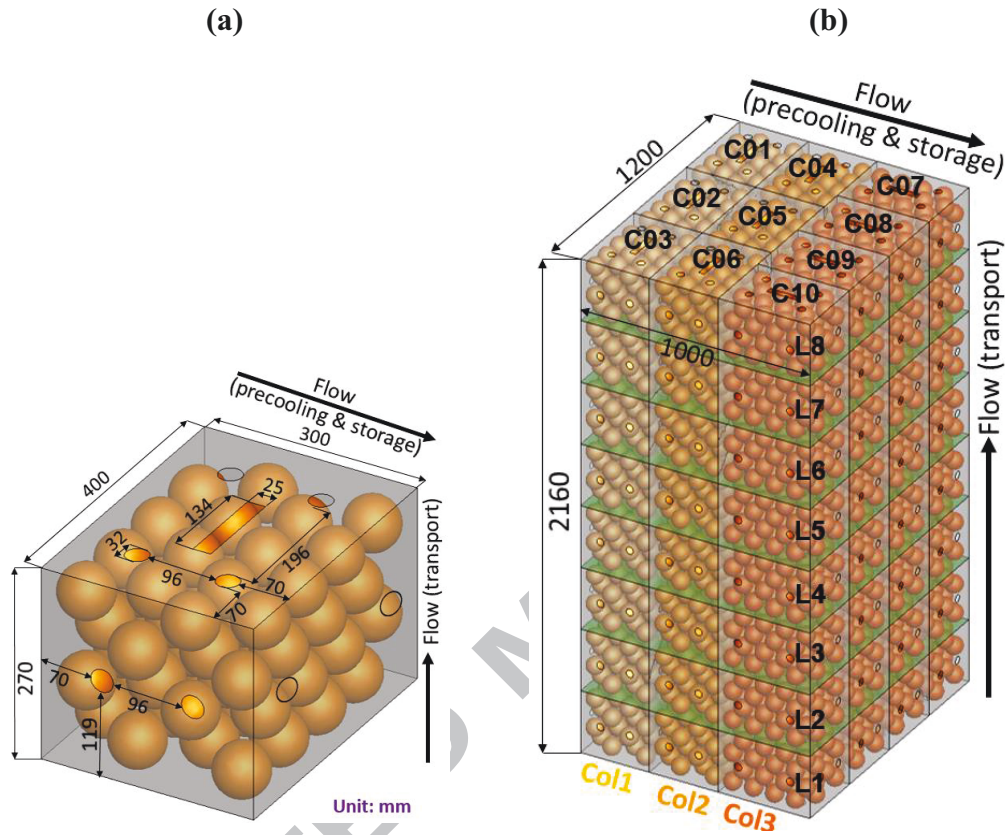 (a)
(b)
Flow
(precooling & storage)
1200
C01
C04
C07
C02
C05
C08
C03
C06
C09
C10
1000
2160
L8
L7
L6
L5
L4
L3
L2
L1
Flow (transport)
Col1
Col2
Col3
Flow
(precooling & storage)
300
400
25
134
32
96
196
70
70
270
70
96
119
Flow (transport)
Unit: mm